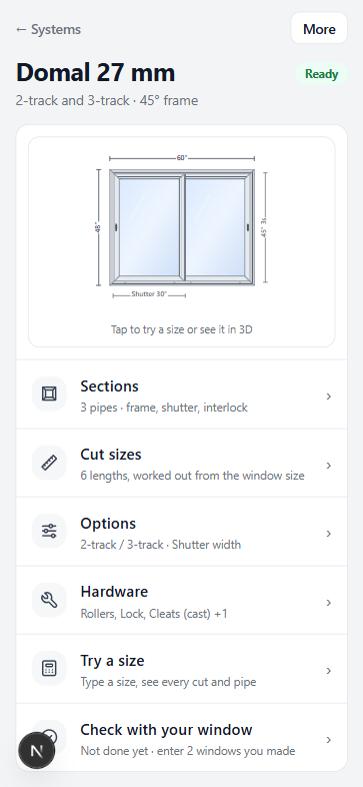 ← Systems
More
Domal 27 mm
Ready
2-track and 3-track · 45° frame
60"
48"
45" 3s
Shutter 30"
Tap to try a size or see it in 3D
Sections
3 pipes · frame, shutter, interlock
Cut sizes
6 lengths, worked out from the window size
Options
2-track / 3-track · Shutter width
Hardware
Rollers, Lock, Cleats (cast) +1
Try a size
Type a size, see every cut and pipe
Check with your window
Not done yet · enter 2 windows you made
N